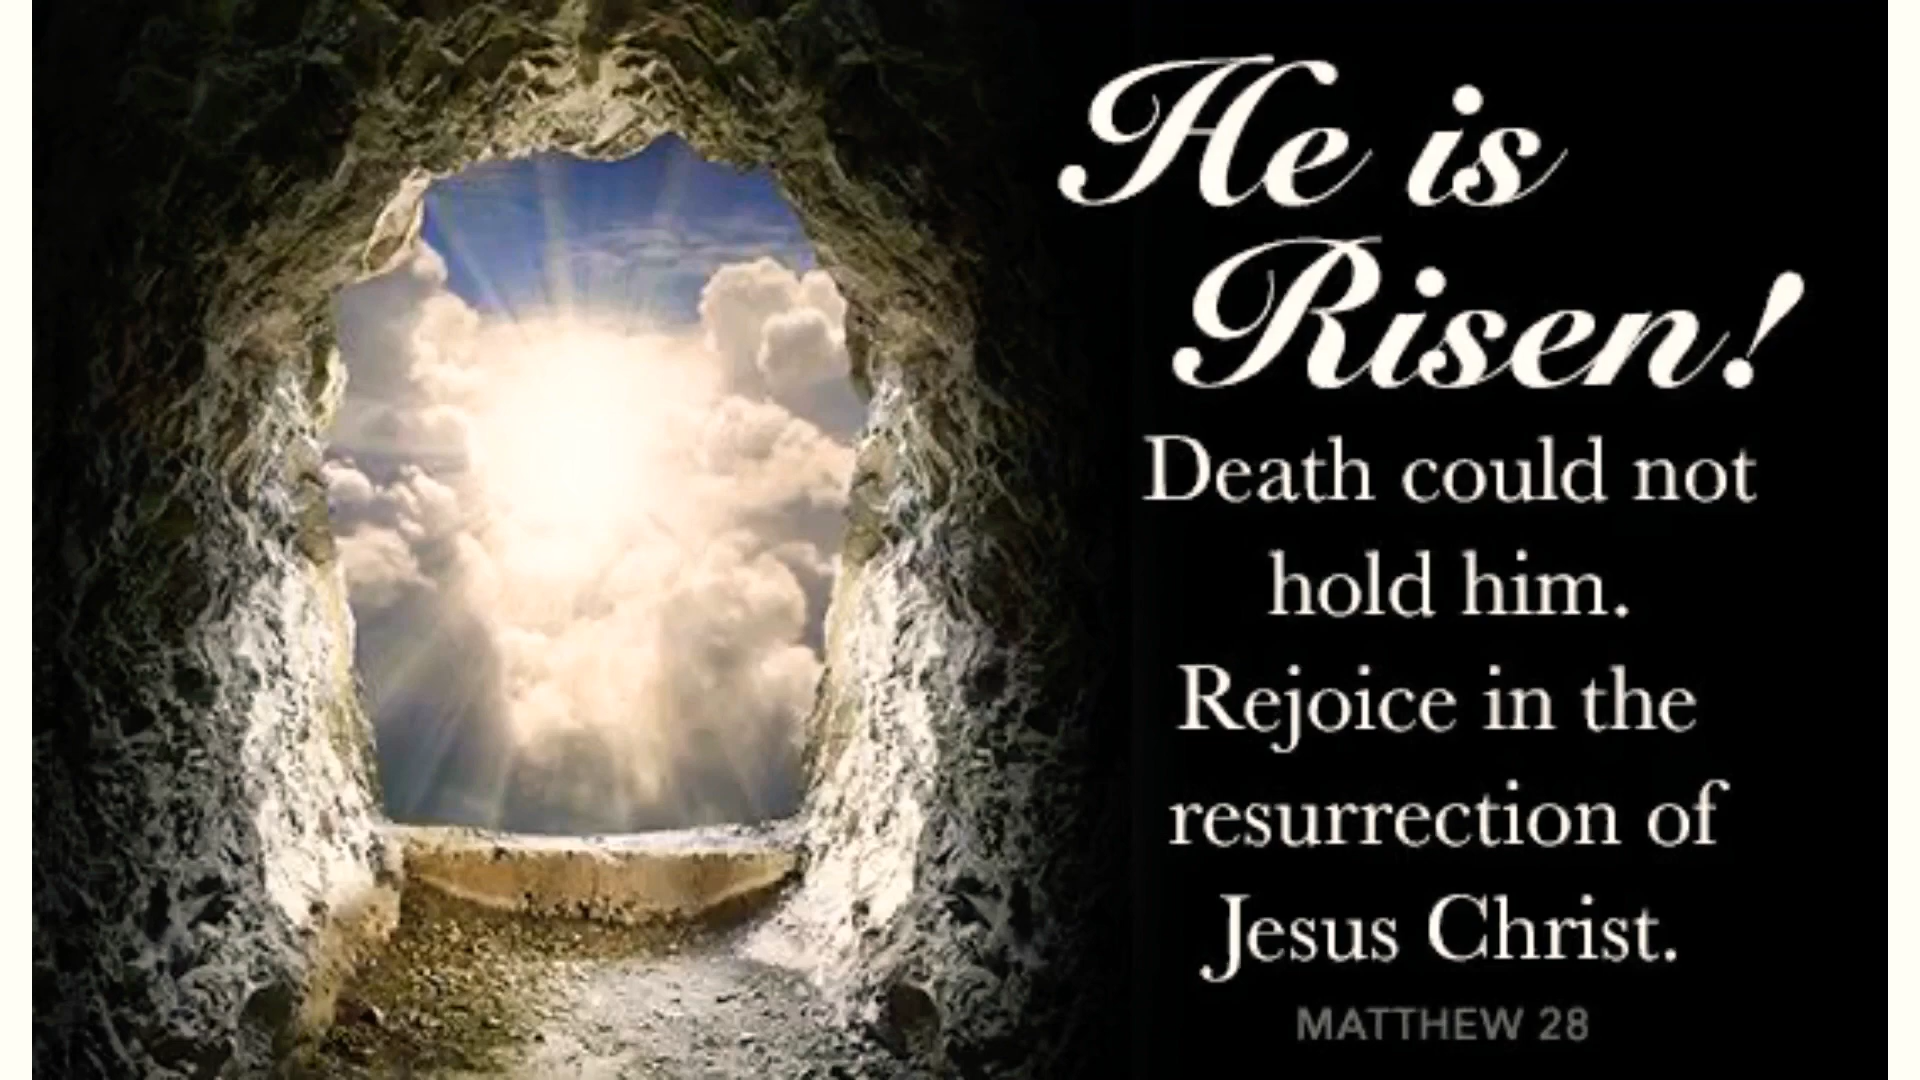 He is
Risen!
Death could not
hold him.
Rejoice in the
resurrection of
Jesus Christ.
MATTHEW 28